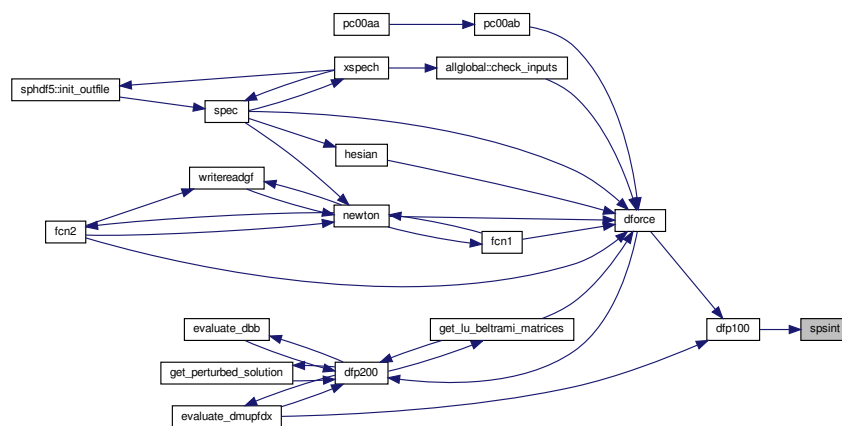 pc00aa
pc00ab
xspech
allglobal::check_inputs
sphdf5::init_outfile
spec
hesian
writereadgf
newton
dforce
fcn2
fcn1
evaluate_dbb
get_lu_beltrami_matrices
dfp100
spsint
get_perturbed_solution
dfp200
evaluate_dmupfdx